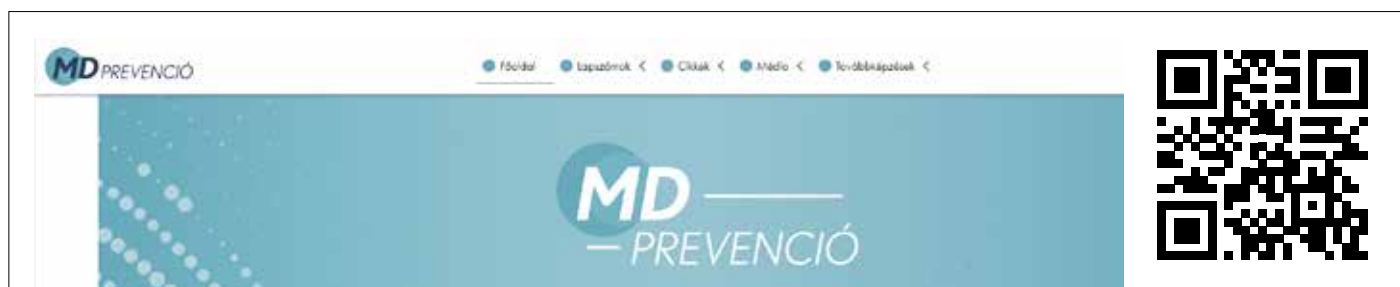 MD PREVENCIÓ
Főoldal Lapszámok Cikkek Média Továbbképzések
MD
PREVENCIÓ